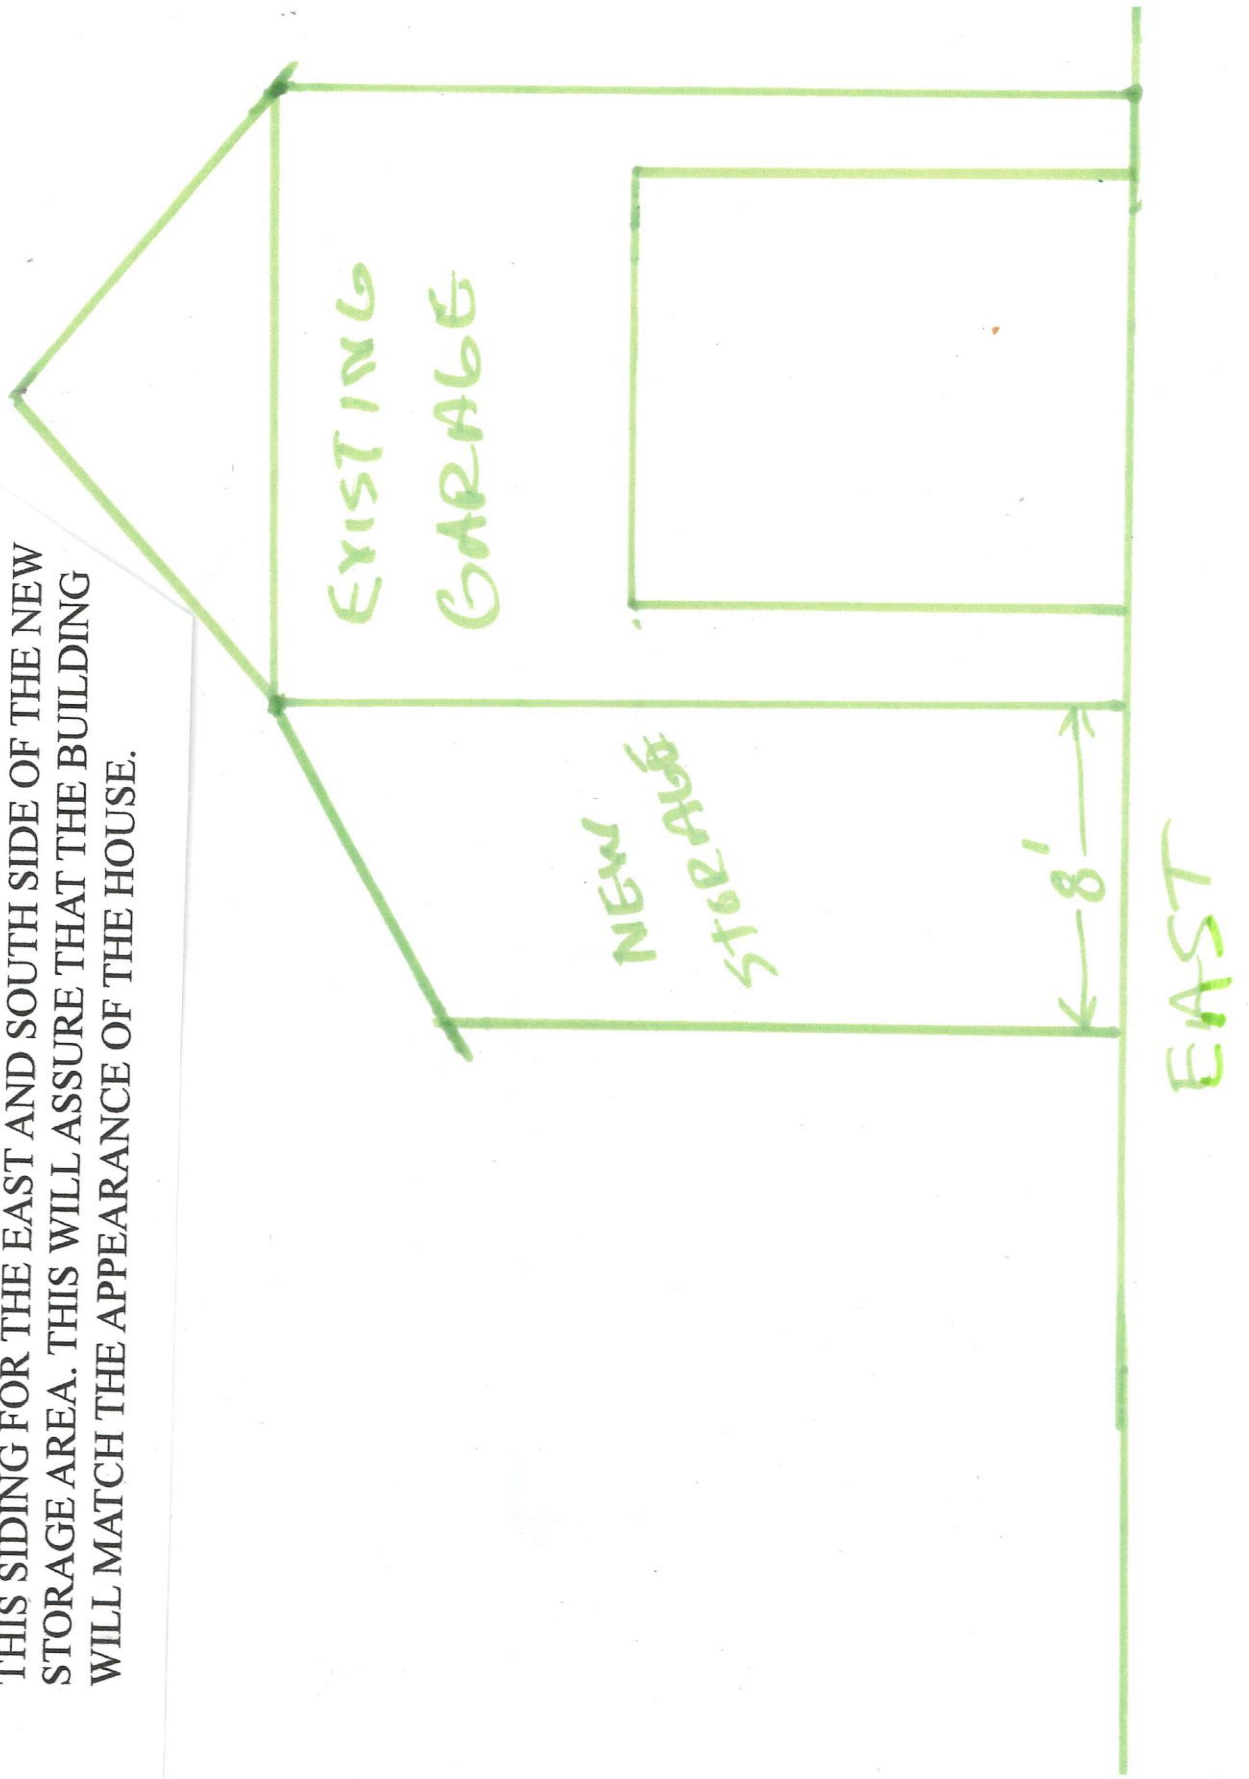 THIS SIDING FOR THE EAST AND SOUTH SIDE OF THE NEW
STORAGE AREA. THIS WILL ASSURE THAT THE BUILDING
WILL MATCH THE APPEARANCE OF THE HOUSE.
EXISTING
GARAGE
NEW
STORAGE
8'
EAST